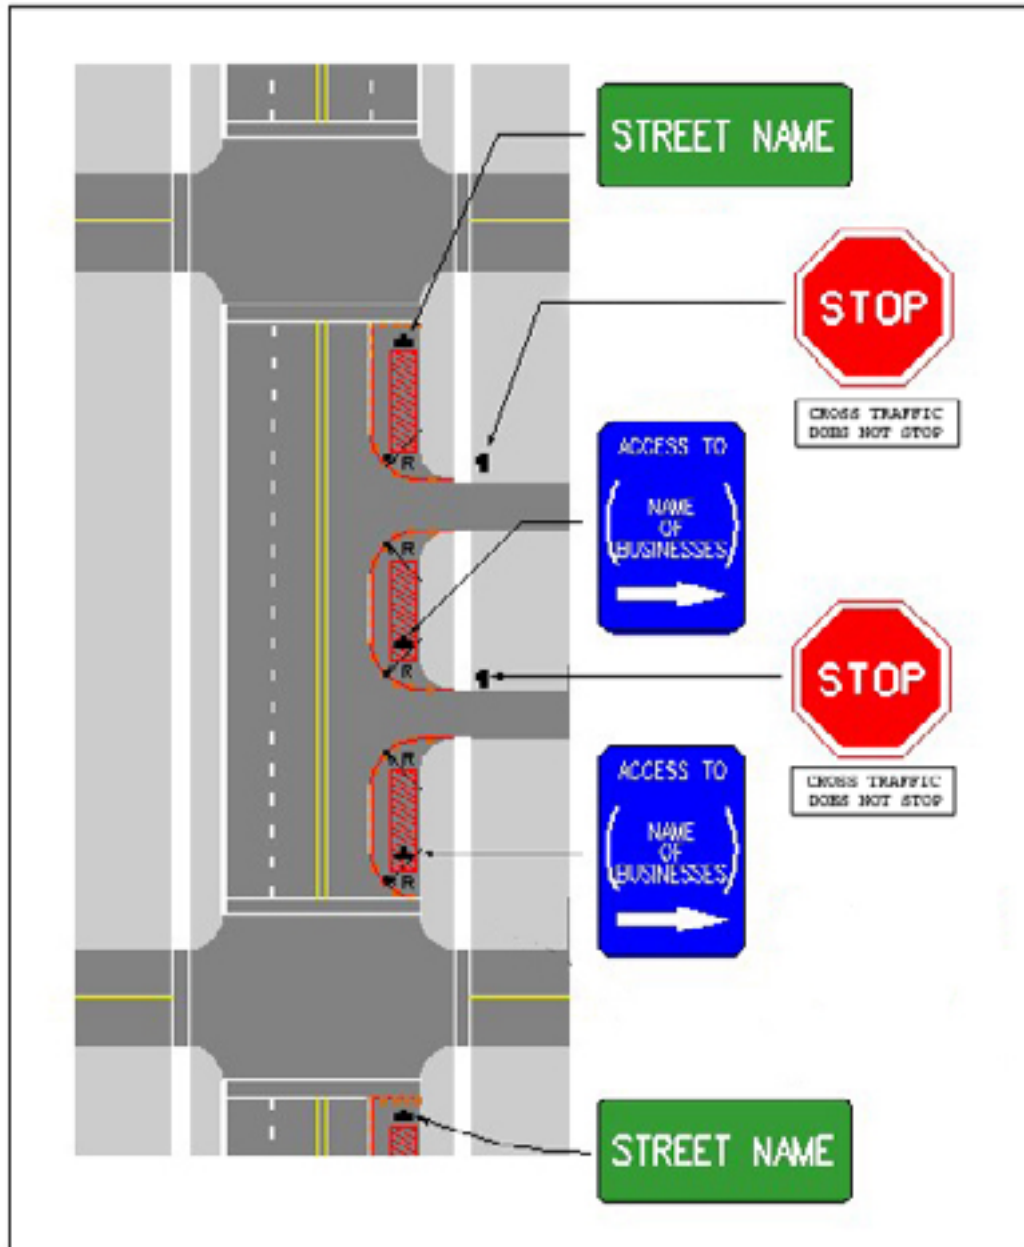 STREET NAME
STOP
CROSS TRAFFIC
DOES NOT STOP
ACCESS TO
(NAME
OF
BUSINESSES)
STOP
CROSS TRAFFIC
DOES NOT STOP
ACCESS TO
(NAME
OF
BUSINESSES)
STREET NAME
R
R
R
R
R